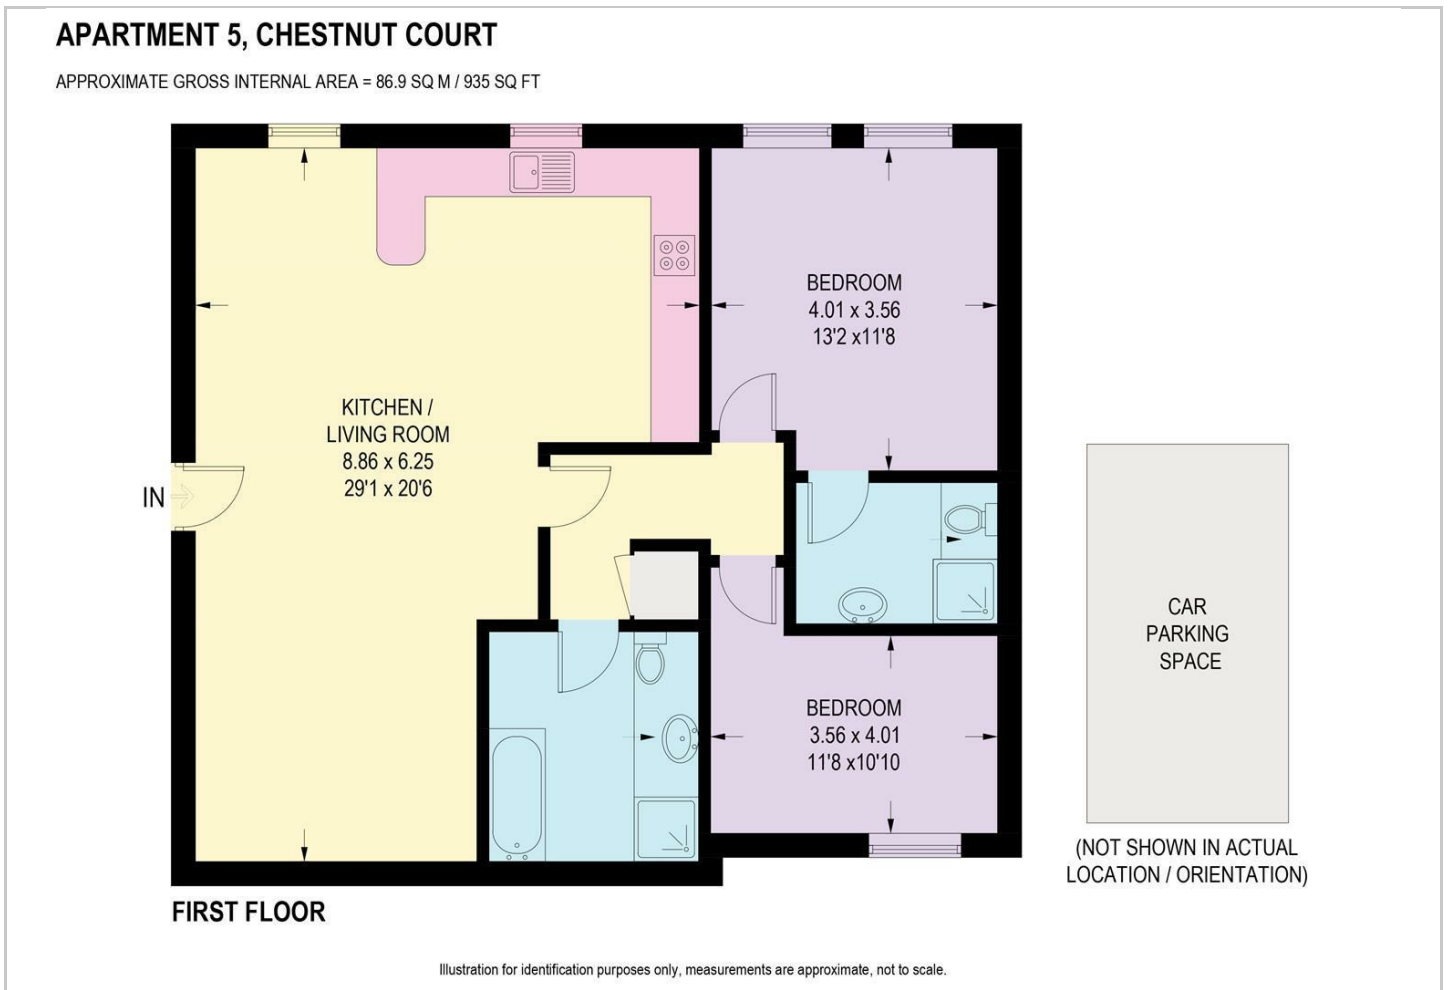 APARTMENT 5, CHESTNUT COURT
APPROXIMATE GROSS INTERNAL AREA = 86.9 SQ M / 935 SQ FT
BEDROOM
4.01 x 3.56
13'2 x11'8
KITCHEN /
LIVING ROOM
8.86 x 6.25
29'1 x 20'6
IN
CAR
PARKING
SPACE
BEDROOM
3.56 x 4.01
11'8 x10'10
(NOT SHOWN IN ACTUAL
LOCATION / ORIENTATION)
FIRST FLOOR
Illustration for identification purposes only, measurements are approximate, not to scale.